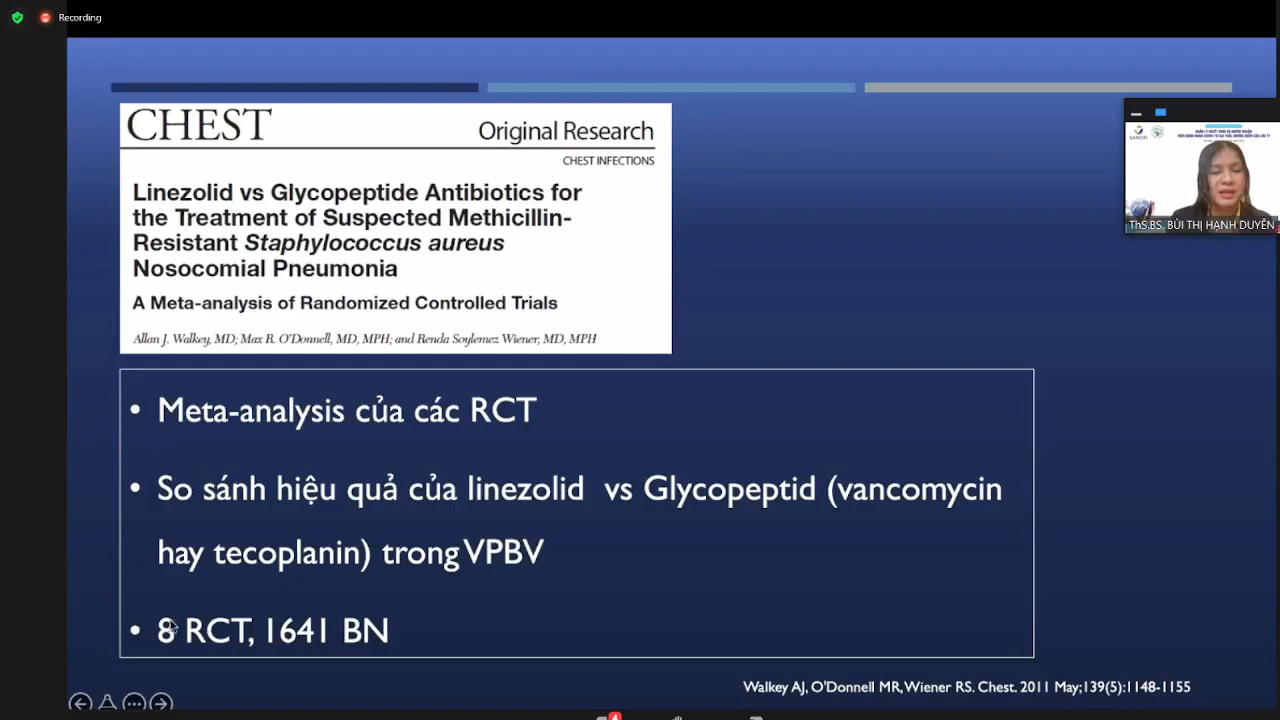 Recording
CHEST
Original Research
CHEST INFECTIONS
Linezolid vs Glycopeptide Antibiotics for
the Treatment of Suspected Methicillin-
Resistant Staphylococcus aureus
Nosocomial Pneumonia
A Meta-analysis of Randomized Controlled Trials
Allan J. Walkey, MD; Max R. O'Donnell, MD, MPH; and Renda Soylemez Wiener, MD, MPH
SANOFI
ThS.BS. BÙI THỊ HẠNH DUYÊN
• Meta-analysis của các RCT
• So sánh hiệu quả của linezolid vs Glycopeptid (vancomycin
hay tecoplanin) trong VPBV
• 8 RCT, 1641 BN
Walkey AJ, O'Donnell MR, Wiener RS. Chest. 2011 May;139(5):1148-1155
4